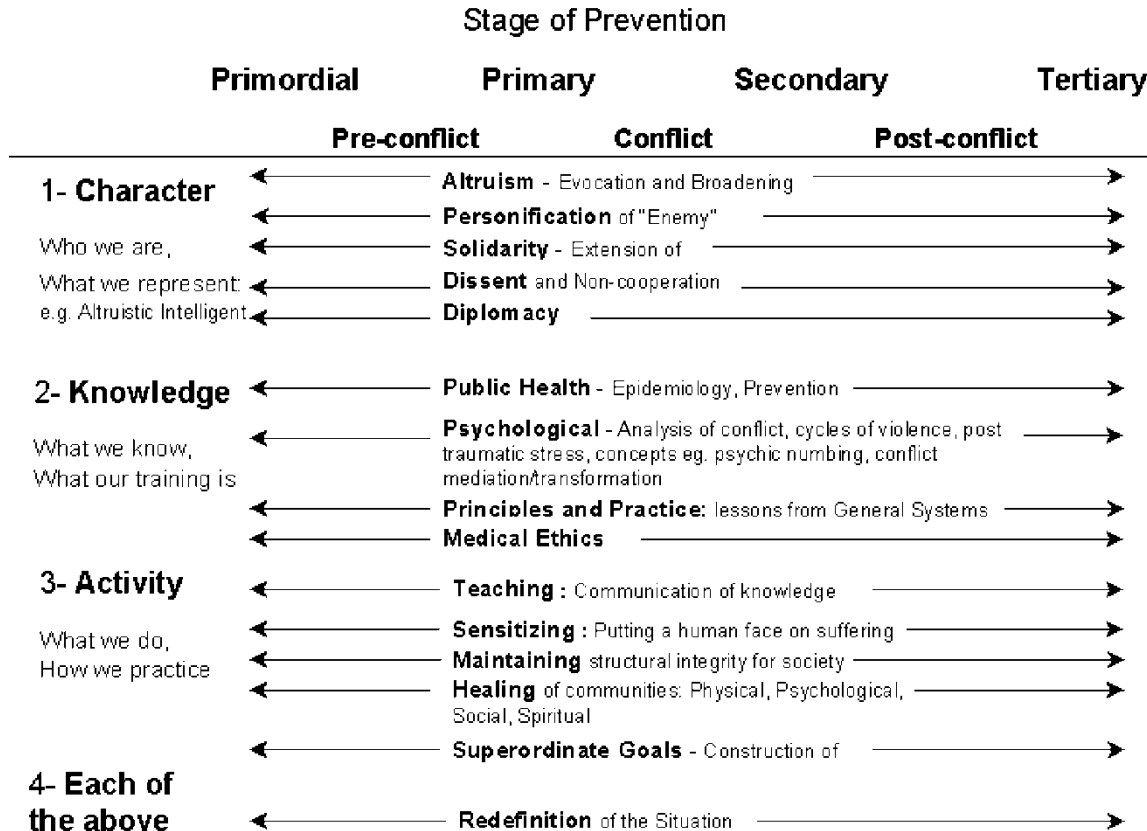 Stage of Prevention
Primordial Primary Secondary Tertiary
Pre-conflict Conflict Post-conflict
1- Character
Who we are,
What we represent:
e.g. Altruistic Intelligent
Altruism - Evocation and Broadening
Personification of "Enemy"
Solidarity - Extension of
Dissent and Non-cooperation
Diplomacy
2- Knowledge
What we know,
What our training is
Public Health - Epidemiology, Prevention
Psychological - Analysis of conflict, cycles of violence, post
traumatic stress, concepts eg. psychic numbing, conflict
mediation/transformation
Principles and Practice: lessons from General Systems
Medical Ethics
3- Activity
What we do,
How we practice
Teaching : Communication of knowledge
Sensitizing : Putting a human face on suffering
Maintaining structural integrity for society
Healing of communities: Physical, Psychological,
Social, Spiritual
Superordinate Goals - Construction of
4- Each of
the above
Redefinition of the Situation